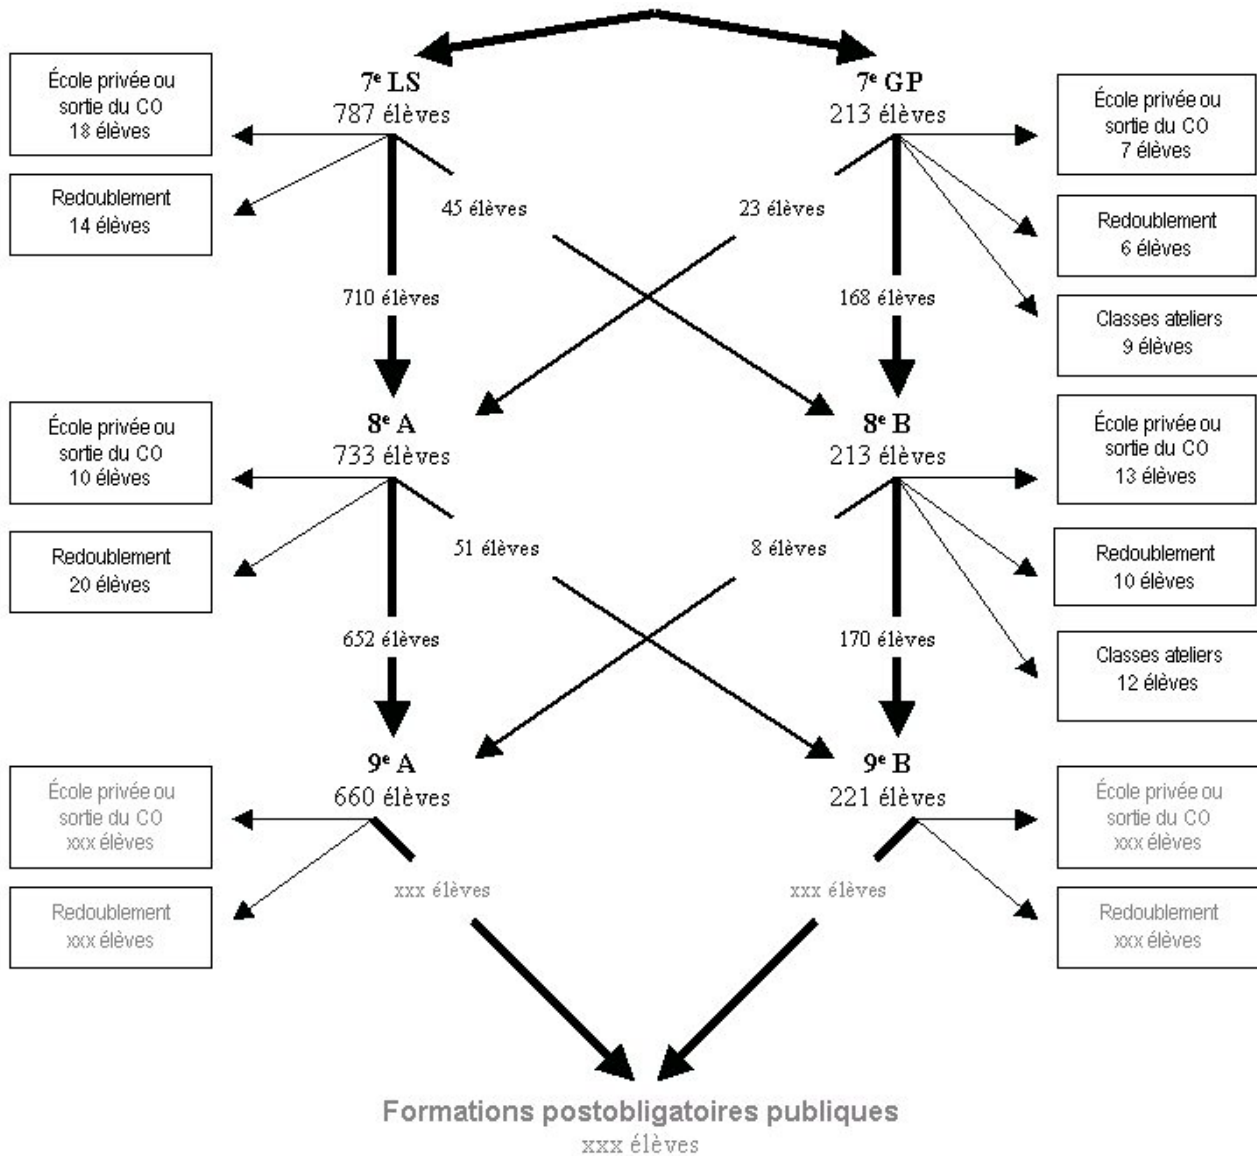 7e LS
787 élèves
7e GP
213 élèves
École privée ou
sortie du CO
18 élèves
Redoublement
14 élèves
École privée ou
sortie du CO
7 élèves
Redoublement
6 élèves
Classes ateliers
9 élèves
45 élèves
23 élèves
710 élèves
168 élèves
8e A
733 élèves
8e B
213 élèves
École privée ou
sortie du CO
10 élèves
Redoublement
20 élèves
École privée ou
sortie du CO
13 élèves
Redoublement
10 élèves
Classes ateliers
12 élèves
51 élèves
8 élèves
652 élèves
170 élèves
9e A
660 élèves
9e B
221 élèves
École privée ou
sortie du CO
xxx élèves
Redoublement
xxx élèves
École privée ou
sortie du CO
xxx élèves
Redoublement
xxx élèves
xxx élèves
xxx élèves
Formations postobligatoires publiques
xxx élèves